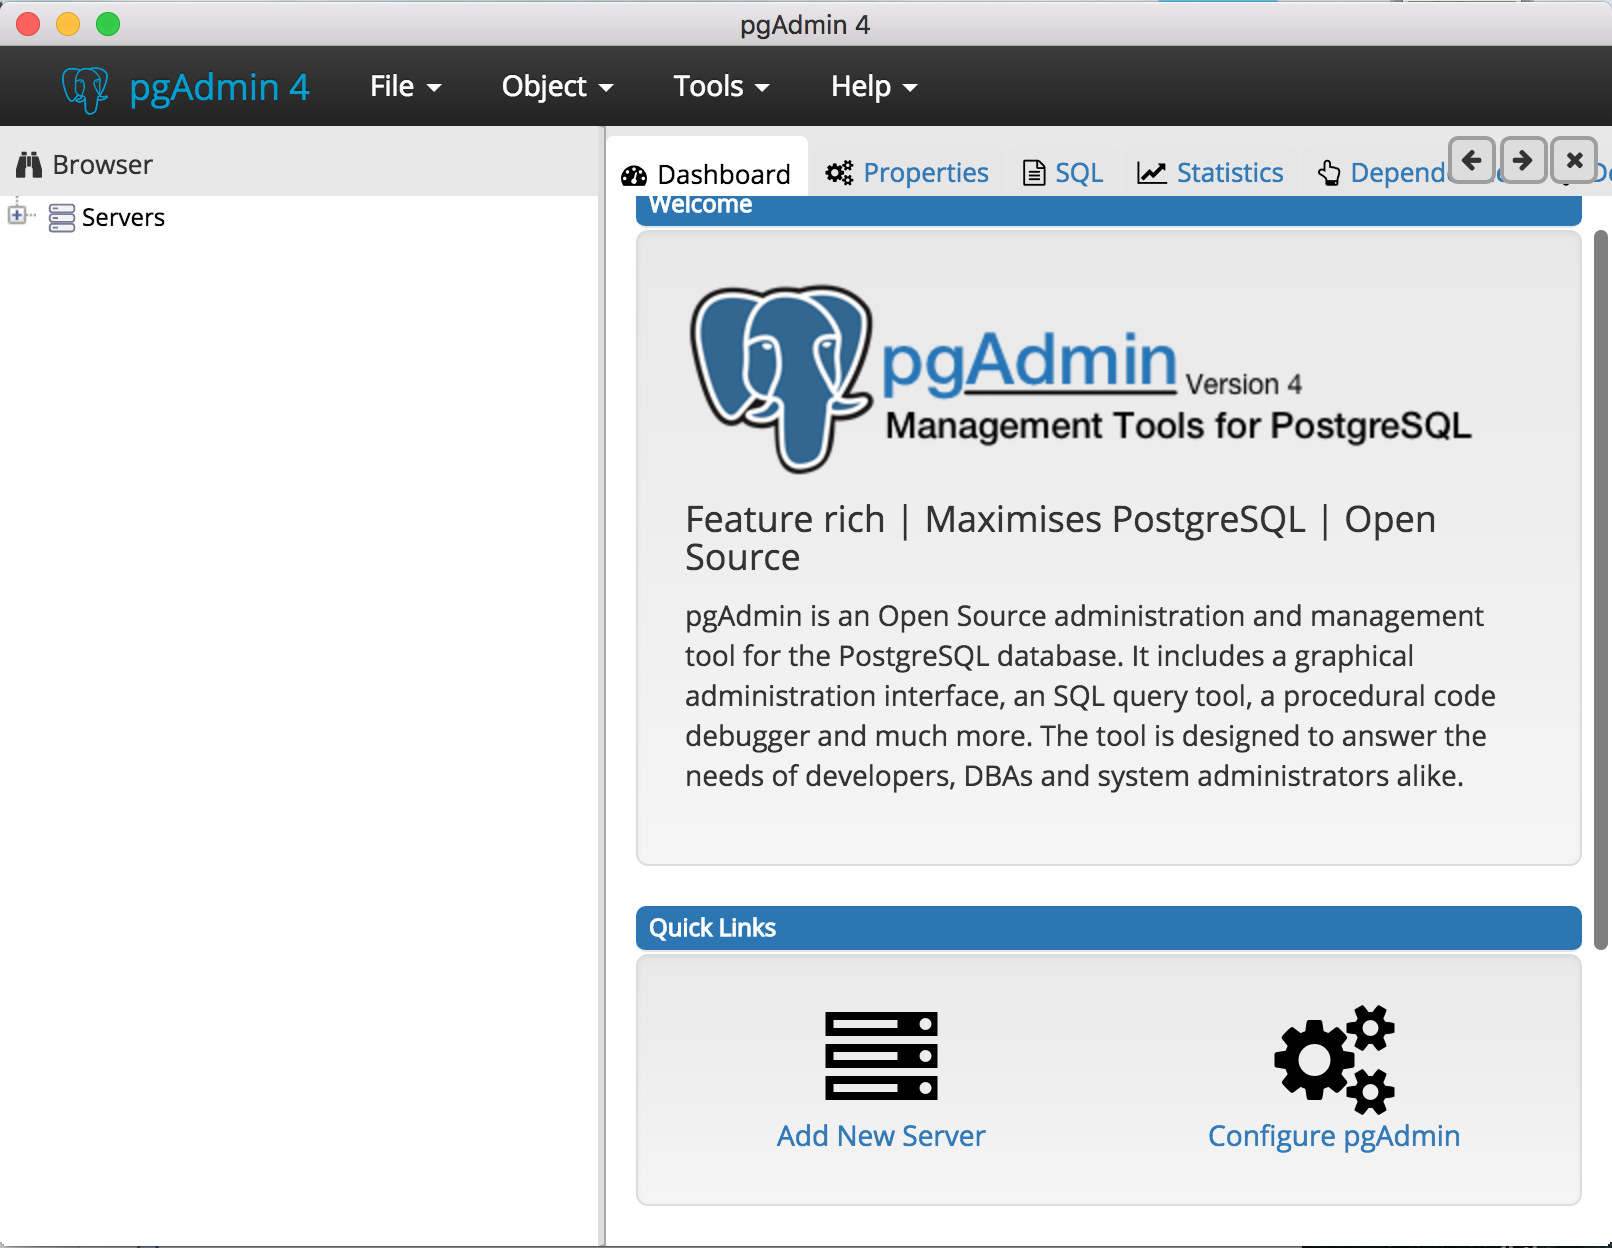 pgAdmin 4
pgAdmin 4 File Object Tools Help
Browser
Servers
Dashboard Properties SQL Statistics
Welcome
pgAdmin Version 4
Management Tools for PostgreSQL
Feature rich | Maximises PostgreSQL | Open
Source
pgAdmin is an Open Source administration and management
tool for the PostgreSQL database. It includes a graphical
administration interface, an SQL query tool, a procedural code
debugger and much more. The tool is designed to answer the
needs of developers, DBAs and system administrators alike.
Quick Links
Add New Server
Configure pgAdmin